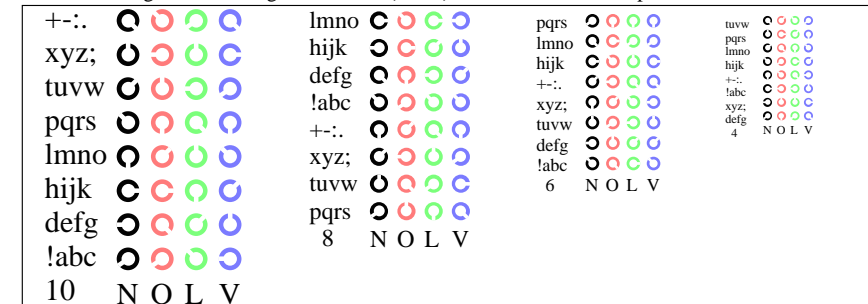 +-:.
xyz;
tuvw
pqrs
lmno
hijk
defg
!abc
10 N O L V
lmno
hijk
defg
!abc
+-:.
xyz;
tuvw
pqrs
8 N O L V
pqrs
lmno
hijk
+-:.
xyz;
tuvw
defg
!abc
6 N O L V
tuvw
pqrs
lmno
hijk
+-:.
!abc
xyz;
defg
4 N O L V